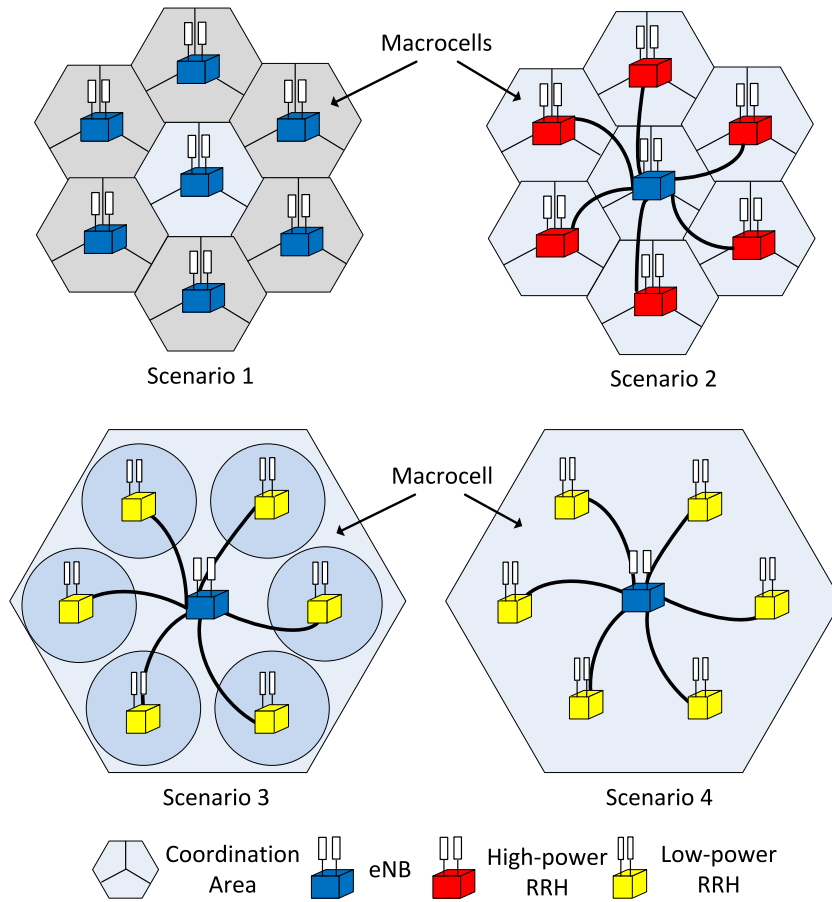 Macrocells
Scenario 1
Scenario 2
Macrocell
Scenario 3
Scenario 4
Coordination
Area
eNB
High-power
RRH
Low-power
RRH